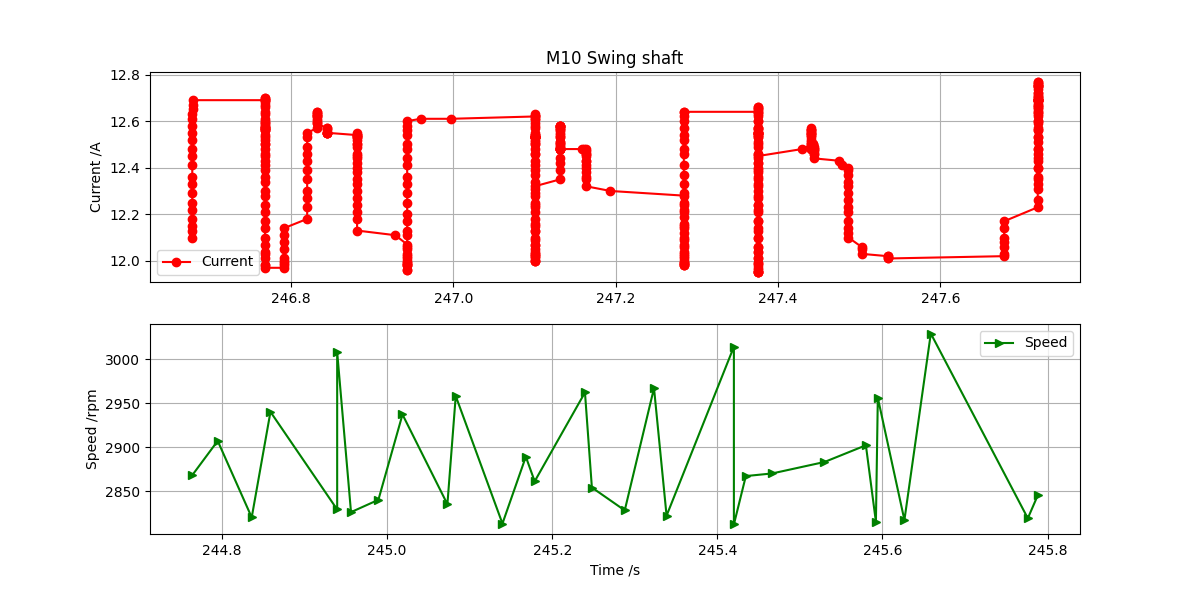 M10 Swing shaft
Current /A
12.8
12.6
12.4
12.2
12.0
Current
246.8 247.0 247.2 247.4 247.6
Speed /rpm
3000
2950
2900
2850
Speed
244.8 245.0 245.2 245.4 245.6 245.8
Time /s